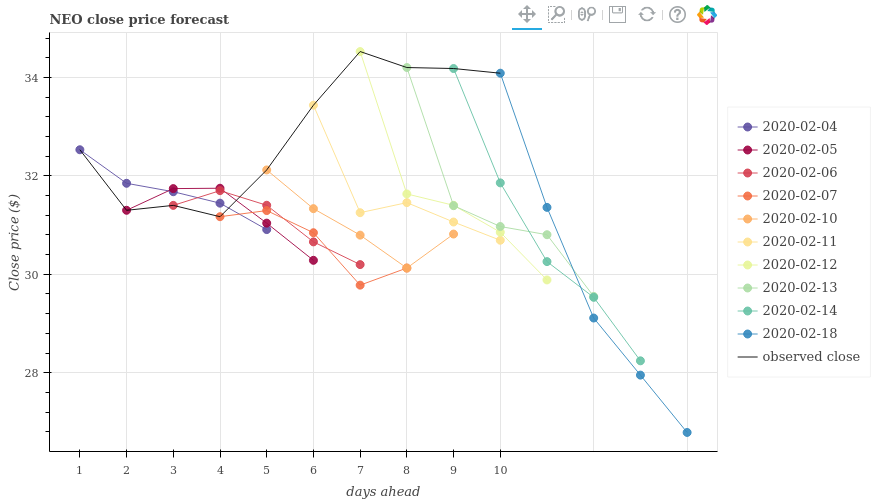 NEO close price forecast
Close price ($)
34
32
30
28
1 2 3 4 5 6 7 8 9 10
days ahead
2020-02-04
2020-02-05
2020-02-06
2020-02-07
2020-02-10
2020-02-11
2020-02-12
2020-02-13
2020-02-14
2020-02-18
observed close